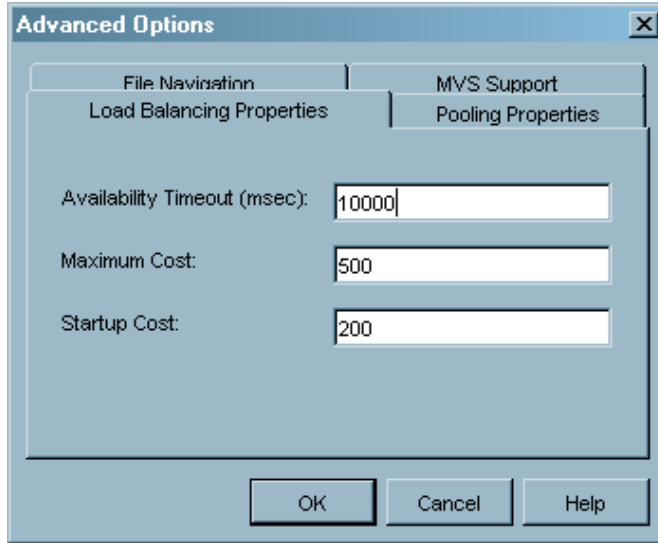 Advanced Options
File Navigation
MVS Support
Load Balancing Properties
Pooling Properties
Availability Timeout (msec):
10000
Maximum Cost:
500
Startup Cost:
200
OK
Cancel
Help